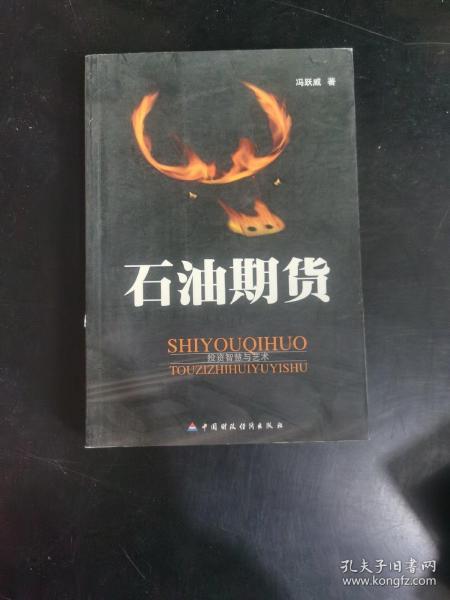 冯跃威 著
石油期货
SHIYOUQIHUO
投资智慧与艺术
TOUZIZHIHUIYUYISHU
中国财政经济出版社
孔夫子旧书网
www.kongfz.com